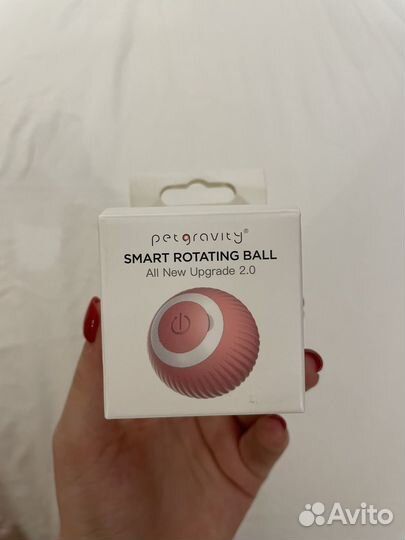 petgravity®
SMART ROTATING BALL
All New Upgrade 2.0
Avito